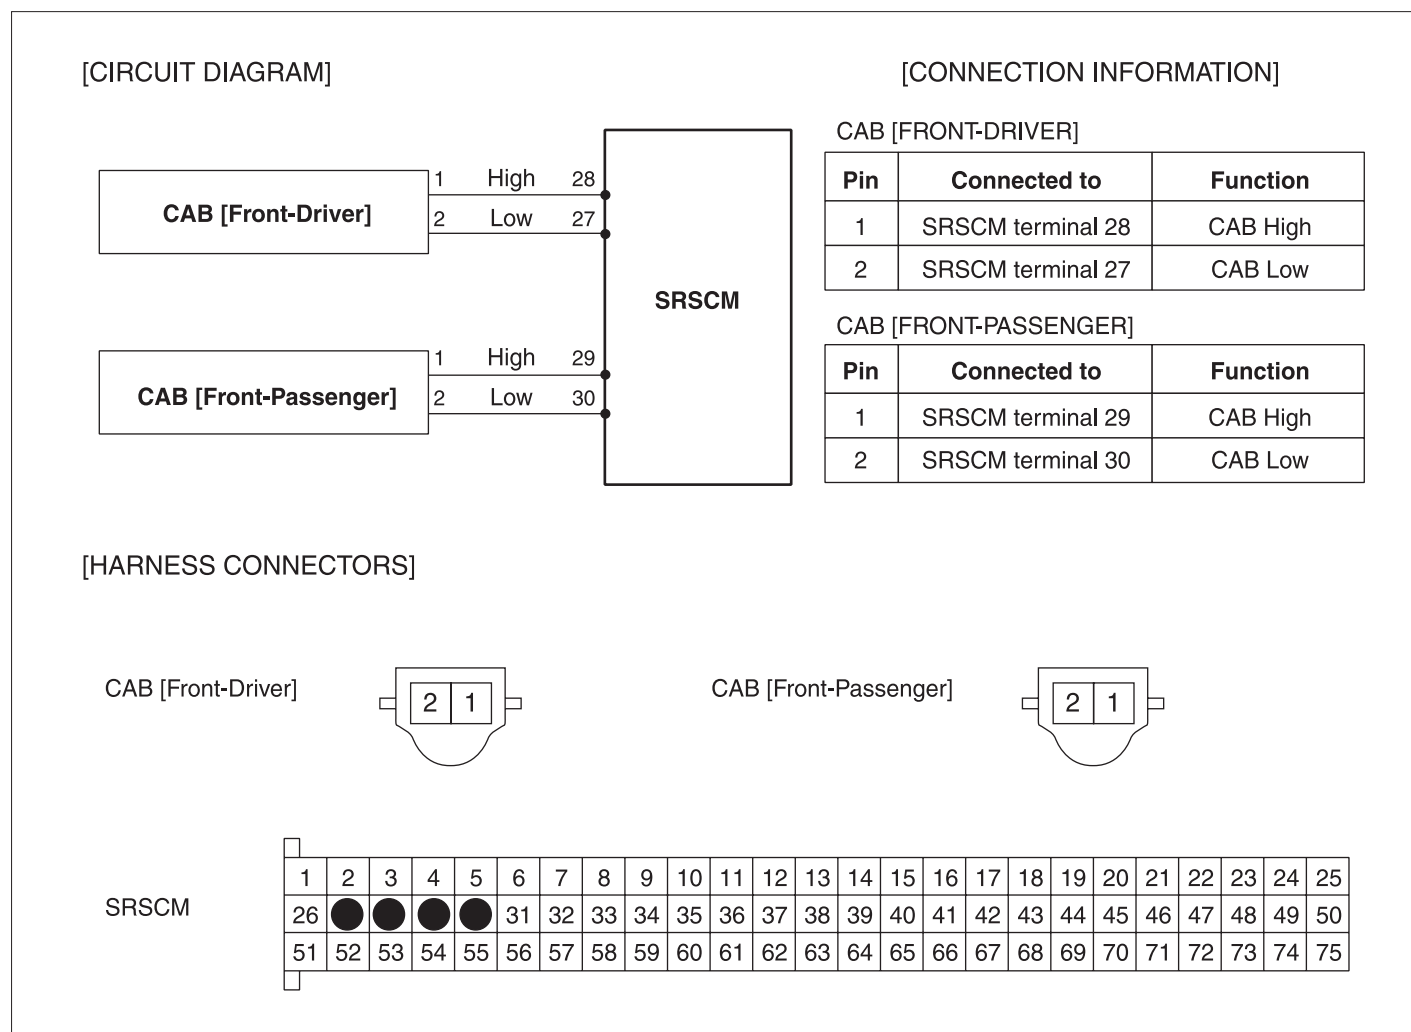 [CIRCUIT DIAGRAM]
CAB [Front-Driver]
1 High 28
2 Low 27
SRSCM
CAB [Front-Passenger]
1 High 29
2 Low 30
[CONNECTION INFORMATION]
CAB [FRONT-DRIVER]
Pin Connected to Function
1 SRSCM terminal 28 CAB High
2 SRSCM terminal 27 CAB Low
CAB [FRONT-PASSENGER]
Pin Connected to Function
1 SRSCM terminal 29 CAB High
2 SRSCM terminal 30 CAB Low
[HARNESS CONNECTORS]
CAB [Front-Driver]
2 1
CAB [Front-Passenger]
2 1
SRSCM
1 2 3 4 5 6 7 8 9 10 11 12 13 14 15 16 17 18 19 20 21 22 23 24 25
26 31 32 33 34 35 36 37 38 39 40 41 42 43 44 45 46 47 48 49 50
51 52 53 54 55 56 57 58 59 60 61 62 63 64 65 66 67 68 69 70 71 72 73 74 75